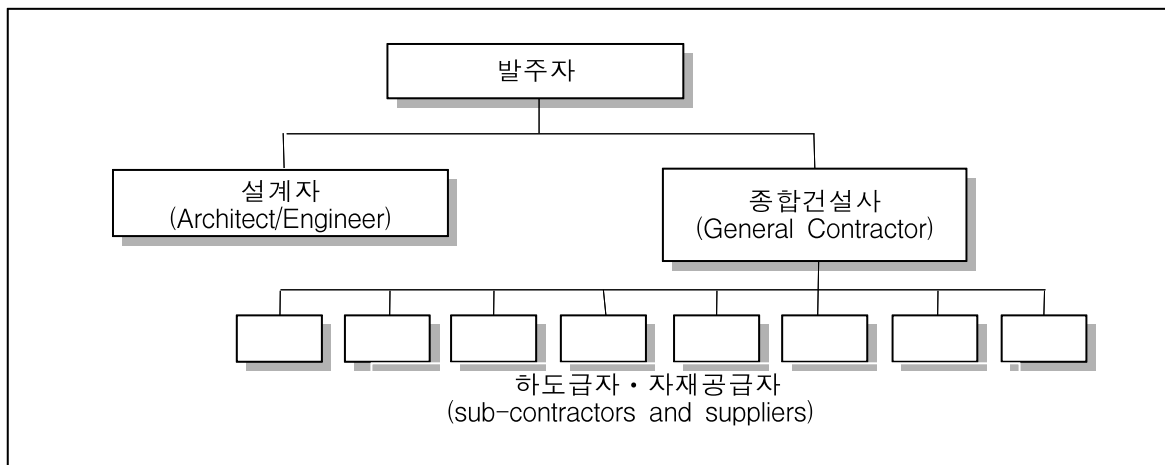 발주자
설계자
(Architect/Engineer)
종합건설사
(General Contractor)
하도급자・자재공급자
(sub-contractors and suppliers)